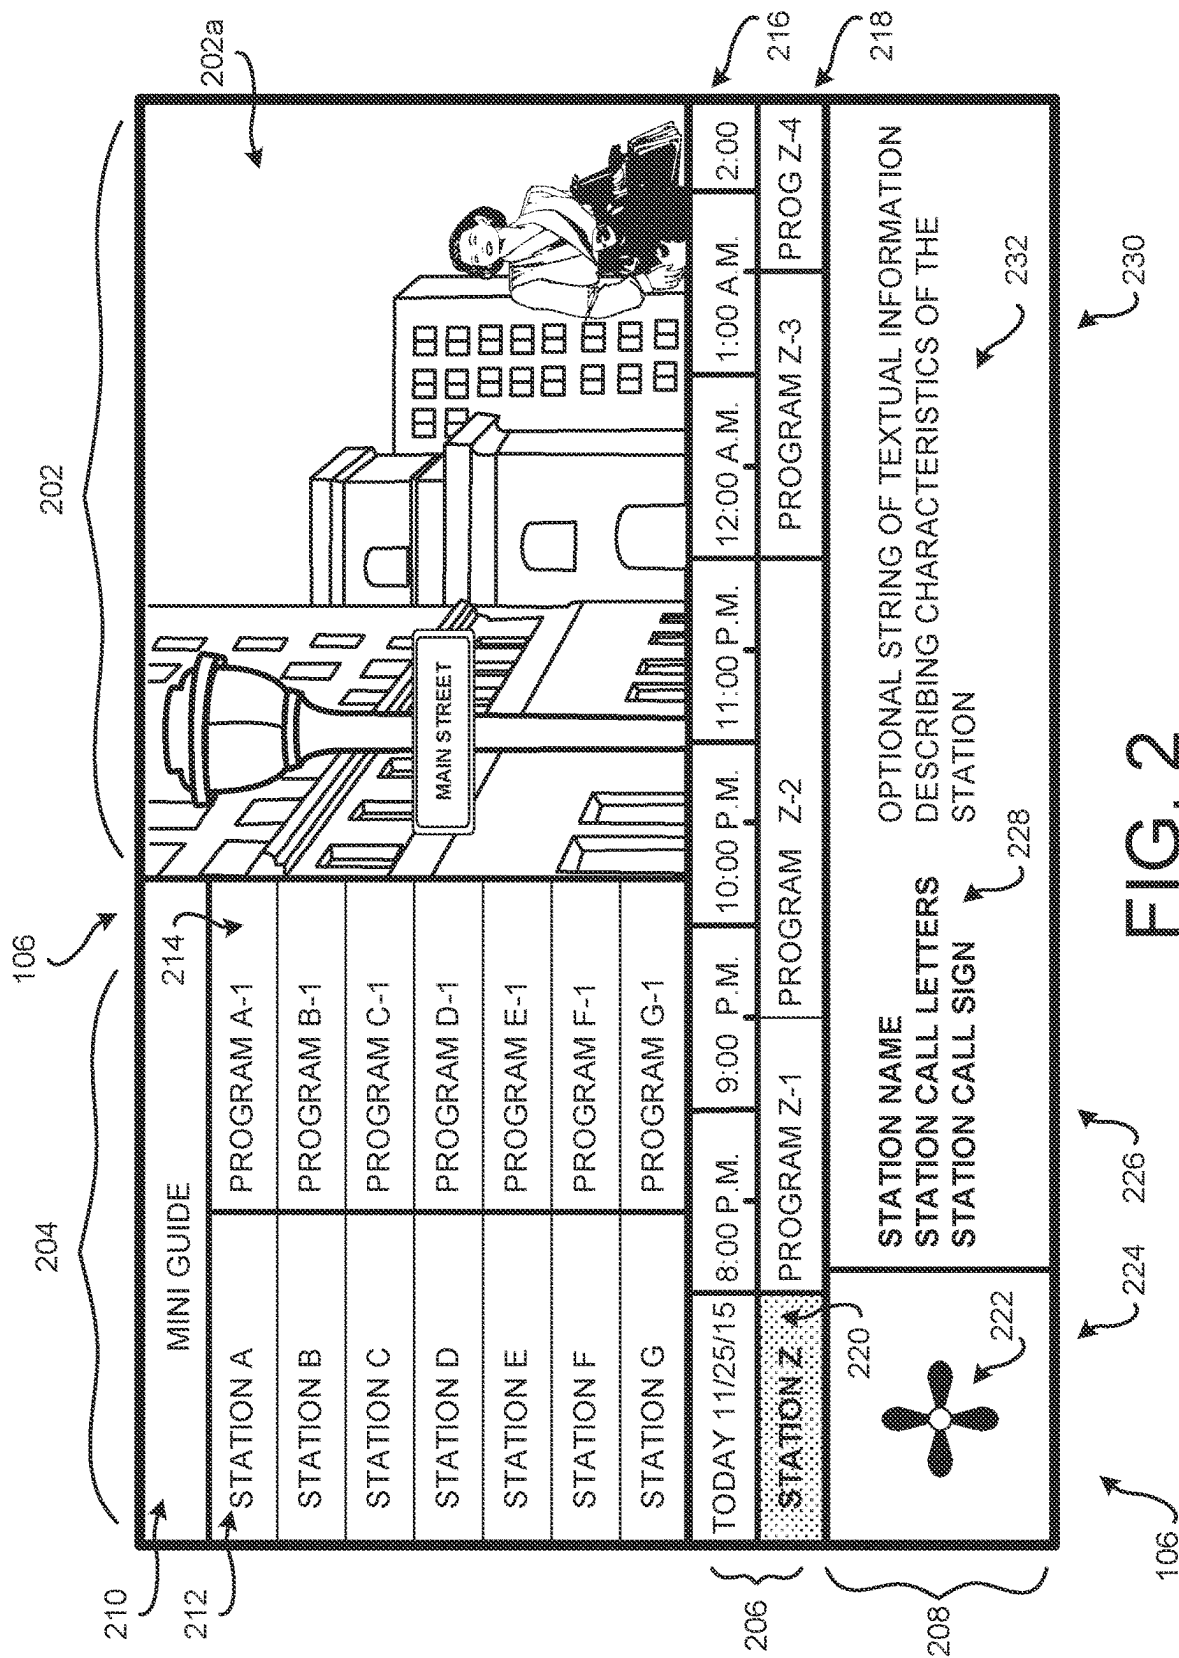 202
202a
204
106
210
MINI GUIDE
214
212
STATION A PROGRAM A-1
STATION B PROGRAM B-1
STATION C PROGRAM C-1
STATION D PROGRAM D-1
STATION E PROGRAM E-1
STATION F PROGRAM F-1
STATION G PROGRAM G-1
MAIN STREET
216
TODAY 11/25/15 8:00 P.M. 9:00 P.M. 10:00 P.M. 11:00 P.M. 12:00 A.M. 1:00 A.M. 2:00
206
STATION Z PROGRAM Z-1 PROGRAM Z-2 PROGRAM Z-3 PROG Z-4
218
220
208
222
STATION NAME
STATION CALL LETTERS
STATION CALL SIGN
228
OPTIONAL STRING OF TEXTUAL INFORMATION
DESCRIBING CHARACTERISTICS OF THE
STATION
232
106
224
226
230
FIG. 2